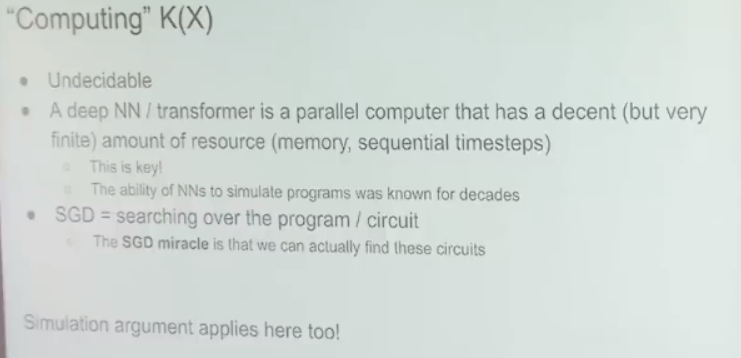 "Computing" K(X)
• Undecidable
• A deep NN / transformer is a parallel computer that has a decent (but very
finite) amount of resource (memory, sequential timesteps)
○ This is key!
○ The ability of NNs to simulate programs was known for decades
• SGD = searching over the program / circuit
○ The SGD miracle is that we can actually find these circuits
Simulation argument applies here too!